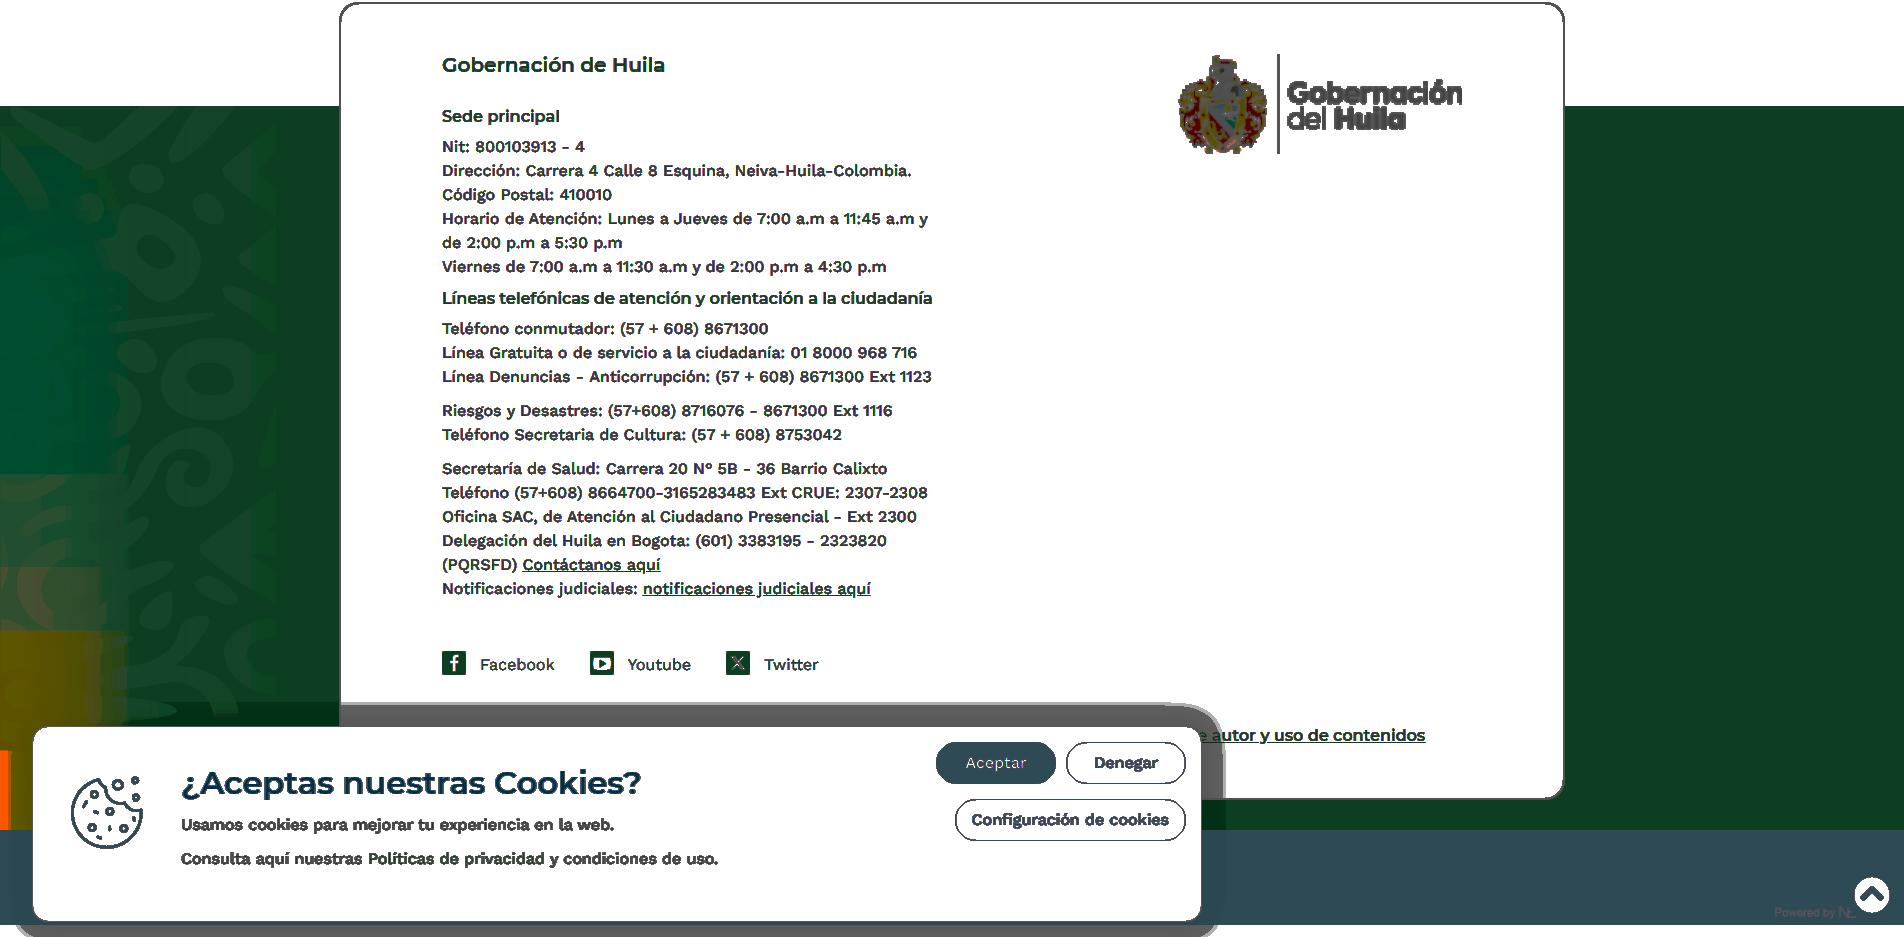 Gobernación de Huila
Gobernación
del Huila
Sede principal
Nit: 800103913 - 4
Dirección: Carrera 4 Calle 8 Esquina, Neiva-Huila-Colombia.
Código Postal: 410010
Horario de Atención: Lunes a Jueves de 7:00 a.m a 11:45 a.m y
de 2:00 p.m a 5:30 p.m
Viernes de 7:00 a.m a 11:30 a.m y de 2:00 p.m a 4:30 p.m
Líneas telefónicas de atención y orientación a la ciudadanía
Teléfono conmutador: (57 + 608) 8671300
Línea Gratuita o de servicio a la ciudadanía: 01 8000 968 716
Línea Denuncias - Anticorrupción: (57 + 608) 8671300 Ext 1123
Riesgos y Desastres: (57+608) 8716076 - 8671300 Ext 1116
Teléfono Secretaria de Cultura: (57 + 608) 8753042
Secretaría de Salud: Carrera 20 N° 5B - 36 Barrio Calixto
Teléfono (57+608) 8664700-3165283483 Ext CRUE: 2307-2308
Oficina SAC, de Atención al Ciudadano Presencial - Ext 2300
Delegación del Huila en Bogota: (601) 3383195 - 2323820
(PQRSFD) Contáctanos aquí
Notificaciones judiciales: notificaciones judiciales aquí
Facebook Youtube Twitter
autor y uso de contenidos
¿Aceptas nuestras Cookies?
Usamos cookies para mejorar tu experiencia en la web.
Consulta aquí nuestras Políticas de privacidad y condiciones de uso.
Aceptar Denegar
Configuración de cookies
Powered by